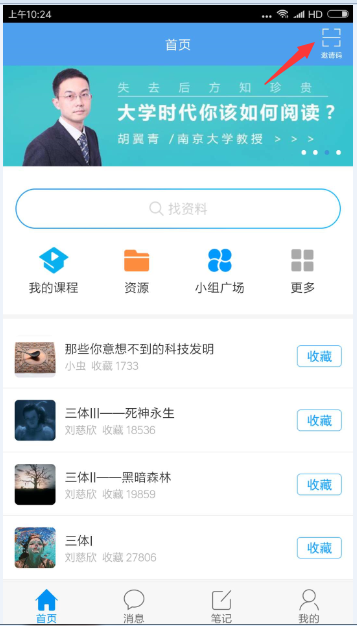 上午10:24
HD
首页
邀请码
失去后方知珍贵
大学时代你该如何阅读？
胡翼青 /南京大学教授 > > >
找资料
我的课程
资源
小组广场
更多
那些你意想不到的科技发明
小虫 收藏 1733
收藏
三体III——死神永生
刘慈欣 收藏 18536
收藏
三体II——黑暗森林
刘慈欣 收藏 19859
收藏
三体I
刘慈欣 收藏 27806
收藏
首页
消息
笔记
我的